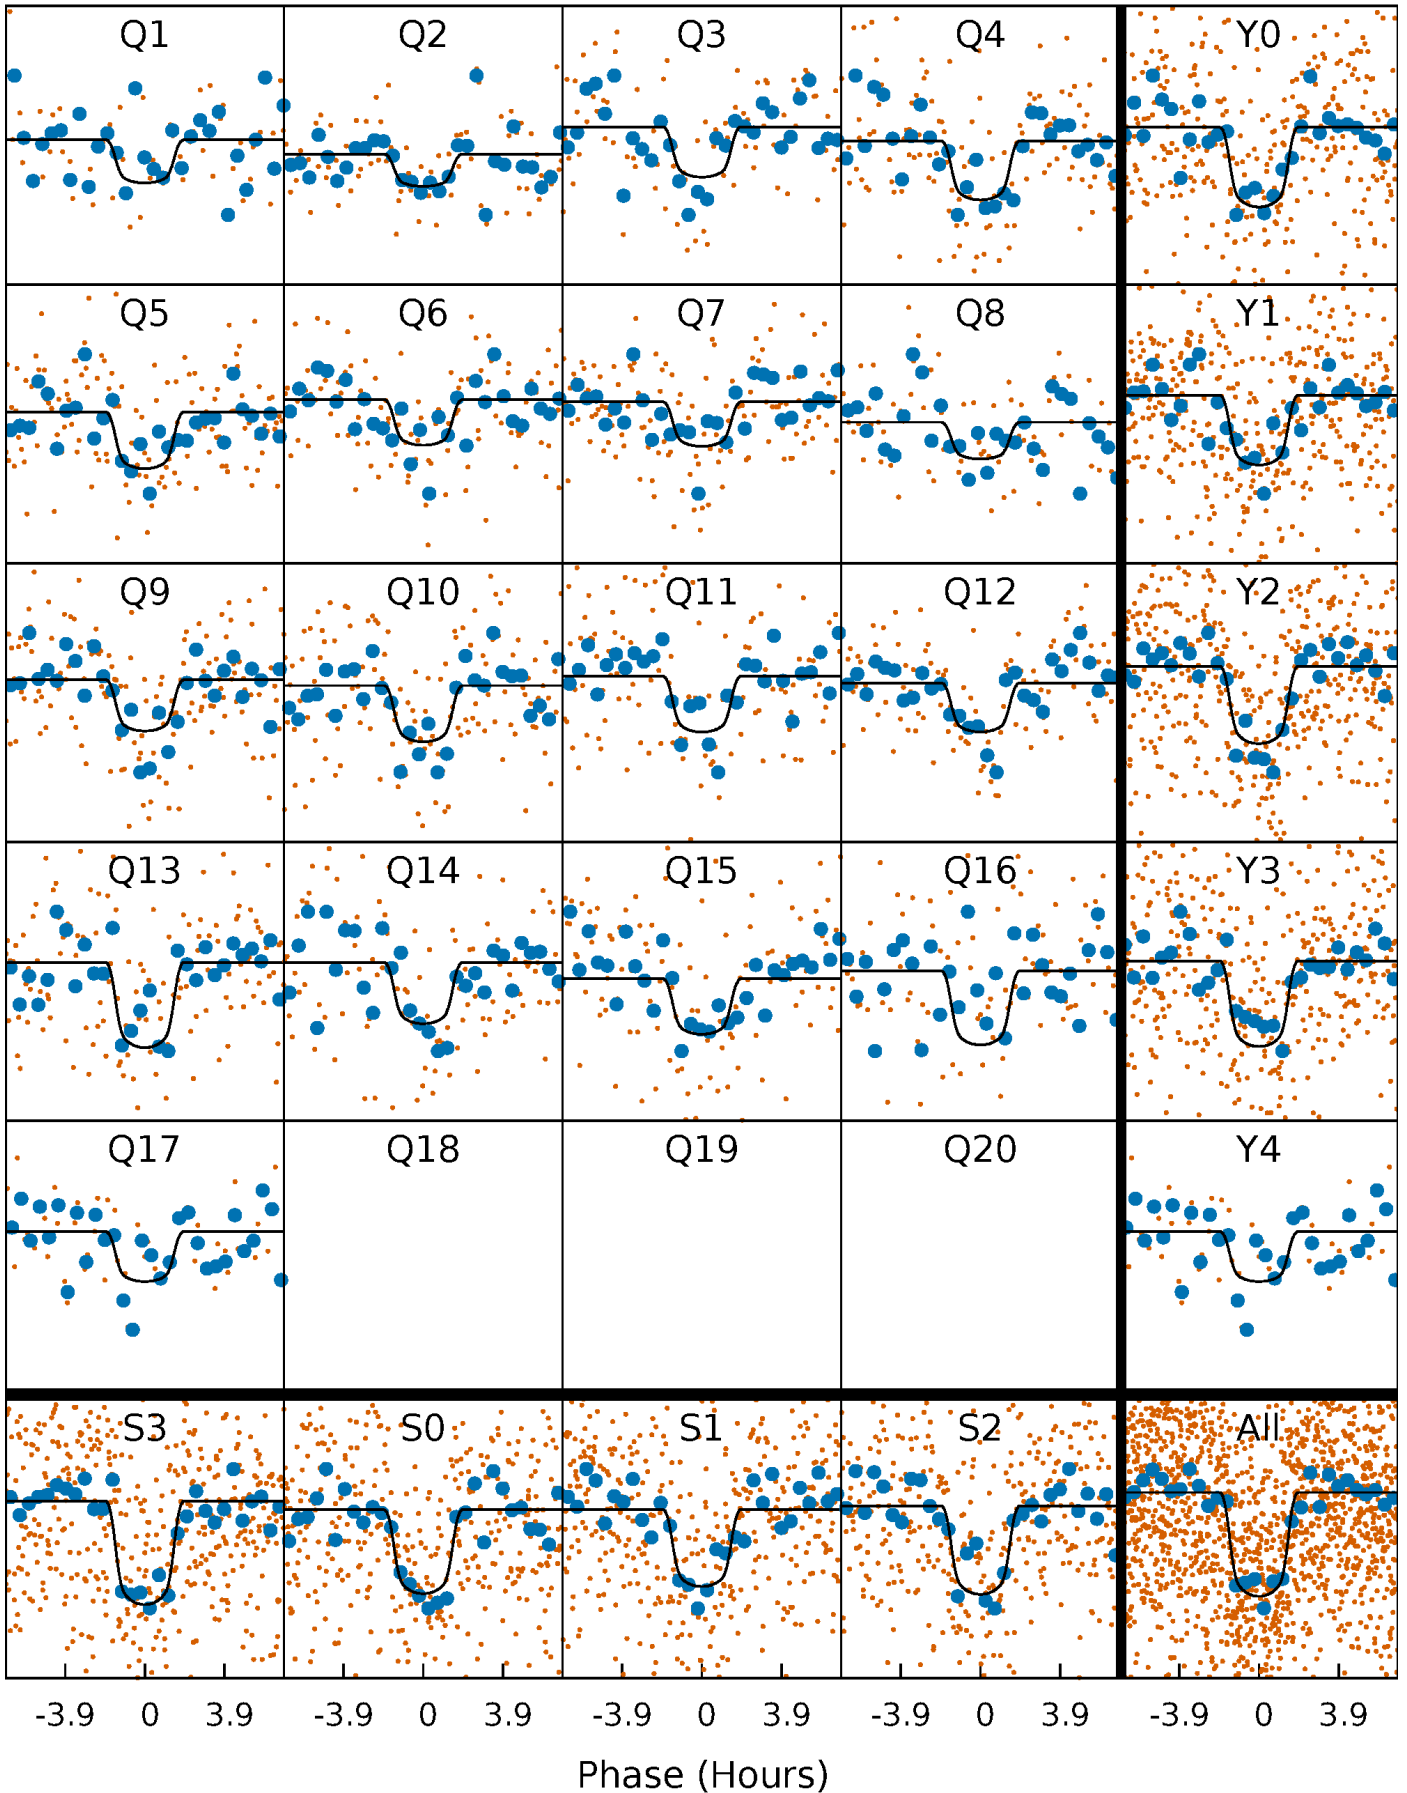 Q1 Q2 Q3 Q4 Y0
Q5 Q6 Q7 Q8 Y1
Q9 Q10 Q11 Q12 Y2
Q13 Q14 Q15 Q16 Y3
Q17 Q18 Q19 Q20 Y4
S3 S0 S1 S2 All
-3.9 0 3.9 -3.9 0 3.9 -3.9 0 3.9 -3.9 0 3.9 -3.9 0 3.9
Phase (Hours)